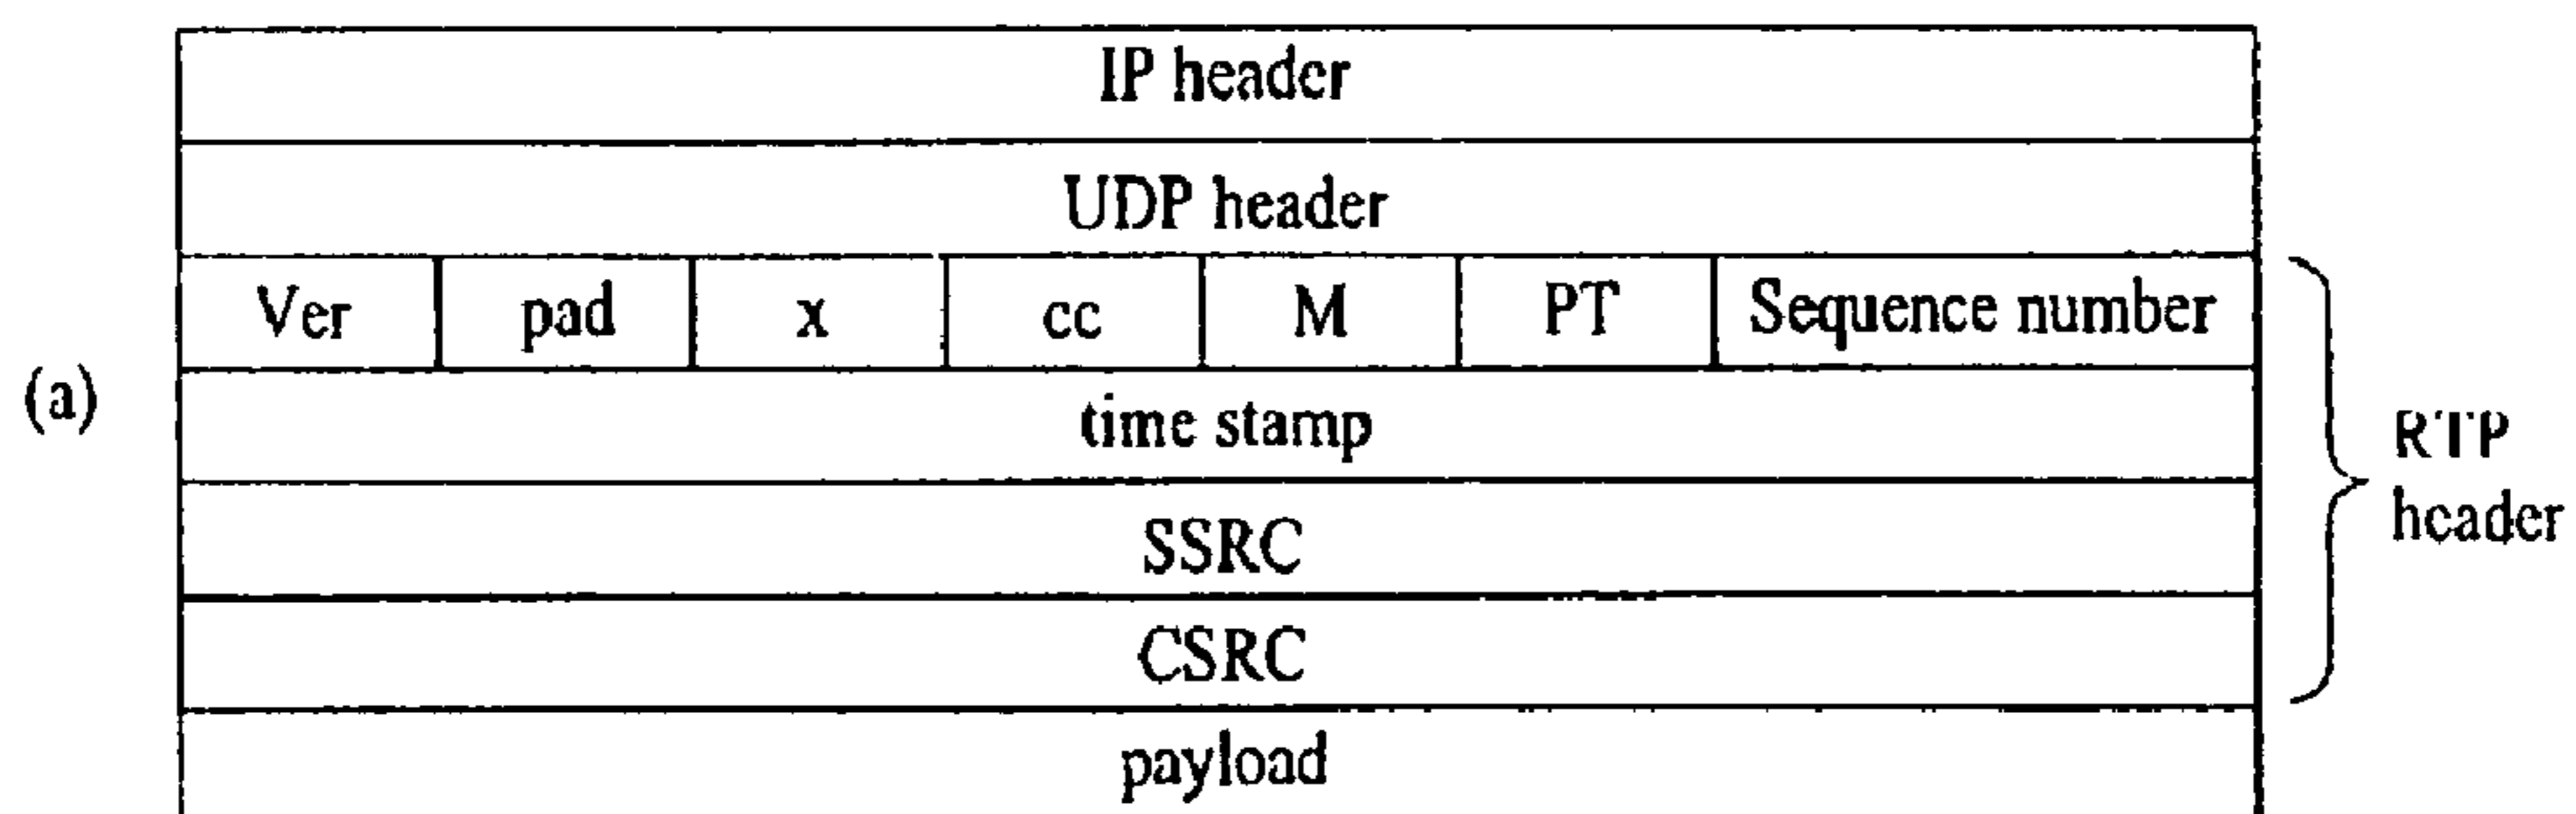 IP header
UDP header
Ver pad x cc M PT Sequence number
(a)
time stamp
RTP
header
SSRC
CSRC
payload